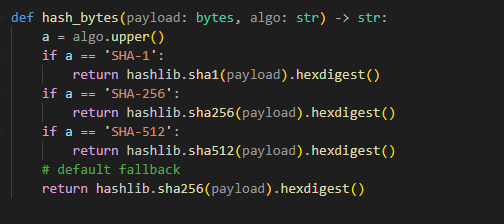 def hash_bytes(payload: bytes, algo: str) -> str:
    a = algo.upper()
    if a == 'SHA-1':
        return hashlib.sha1(payload).hexdigest()
    if a == 'SHA-256':
        return hashlib.sha256(payload).hexdigest()
    if a == 'SHA-512':
        return hashlib.sha512(payload).hexdigest()
    # default fallback
    return hashlib.sha256(payload).hexdigest()